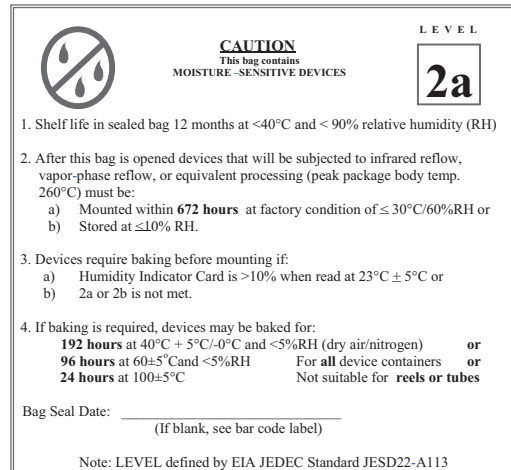 LEVEL
CAUTION
This bag contains
MOISTURE –SENSITIVE DEVICES
2a
1. Shelf life in sealed bag 12 months at <40°C and < 90% relative humidity (RH)
2. After this bag is opened devices that will be subjected to infrared reflow,
vapor-phase reflow, or equivalent processing (peak package body temp.
260°C) must be:
a) Mounted within 672 hours at factory condition of ≤ 30°C/60%RH or
b) Stored at ≤10% RH.
3. Devices require baking before mounting if:
a) Humidity Indicator Card is >10% when read at 23°C ± 5°C or
b) 2a or 2b is not met.
4. If baking is required, devices may be baked for:
192 hours at 40°C + 5°C/-0°C and <5%RH (dry air/nitrogen) or
96 hours at 60±5°Cand <5%RH For all device containers or
24 hours at 100±5°C Not suitable for reels or tubes
Bag Seal Date: ______________________________
(If blank, see bar code label)
Note: LEVEL defined by EIA JEDEC Standard JESD22-A113